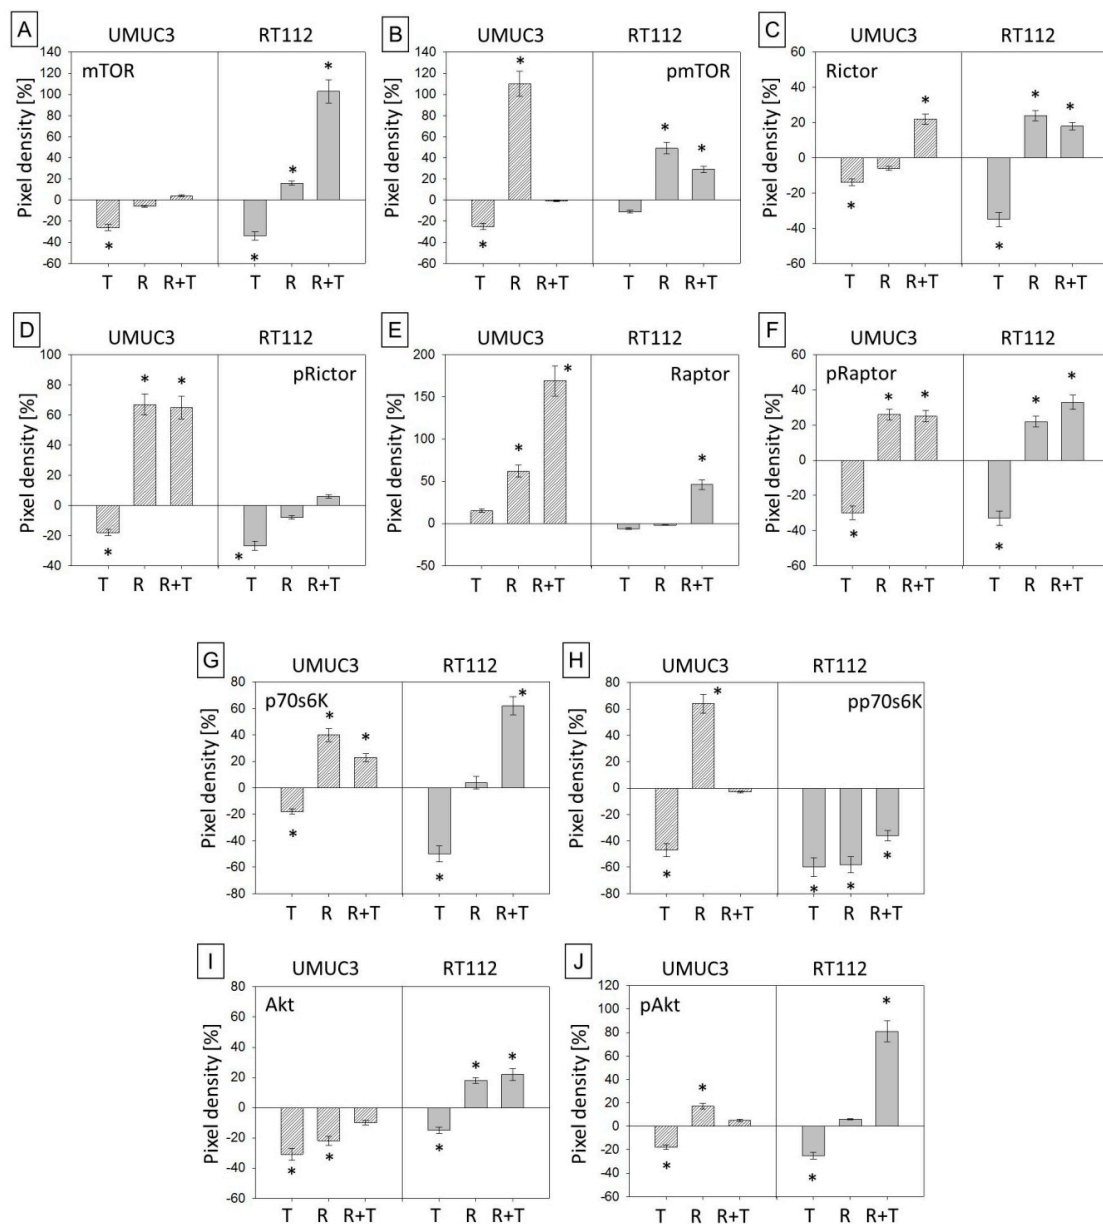 A
UMUC3 RT112
mTOR
Pixel density [%]
140
120
100
80
60
40
20
0
-20
-40
-60
* * * *
T R R+T T R R+T
B
UMUC3 RT112
pmTOR
Pixel density [%]
140
120
100
80
60
40
20
0
-20
-40
-60
* * * *
T R R+T T R R+T
C
UMUC3 RT112
Rictor
Pixel density [%]
60
40
20
0
-20
-40
-60
* * * * *
T R R+T T R R+T
D
UMUC3 RT112
pRictor
Pixel density [%]
100
80
60
40
20
0
-20
-40
* * * *
T R R+T T R R+T
E
UMUC3 RT112
Raptor
Pixel density [%]
200
150
100
50
0
-50
* * *
T R R+T T R R+T
F
UMUC3 RT112
pRaptor
Pixel density [%]
60
40
20
0
-20
-40
-60
* * * * * *
T R R+T T R R+T
G
UMUC3 RT112
p70s6K
Pixel density [%]
80
60
40
20
0
-20
-40
-60
-80
* * * * *
T R R+T T R R+T
H
UMUC3 RT112
pp70s6K
Pixel density [%]
80
60
40
20
0
-20
-40
-60
-80
* * * * *
T R R+T T R R+T
I
UMUC3 RT112
Akt
Pixel density [%]
80
60
40
20
0
-20
-40
-60
* * * * *
T R R+T T R R+T
J
UMUC3 RT112
pAkt
Pixel density [%]
120
100
80
60
40
20
0
-20
-40
-60
* * * *
T R R+T T R R+T